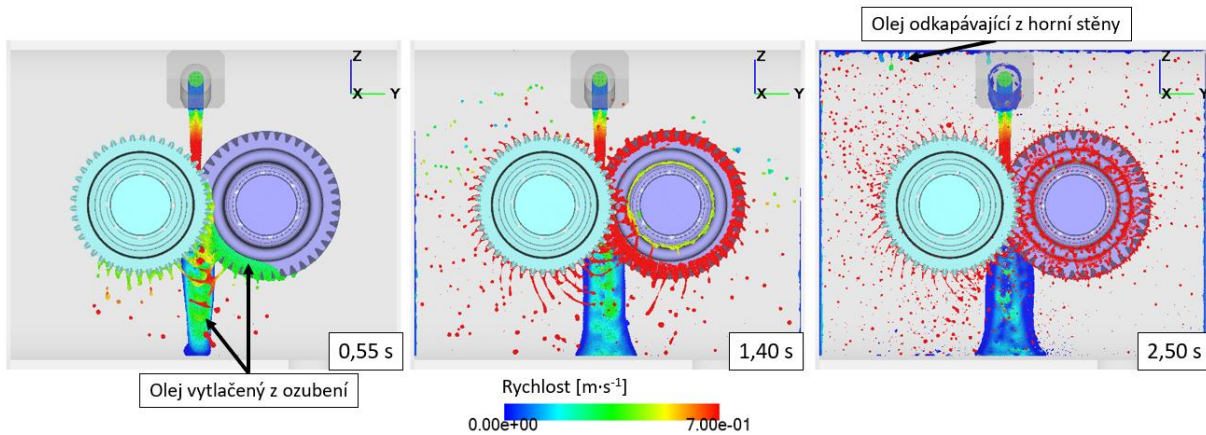 Olej odkapávající z horní stěny
Z
X
Y
Z
X
Y
Z
X
Y
0,55 s
1,40 s
2,50 s
Olej vytlačený z ozubení
Rychlost [m·s⁻¹]
0.00e+00
7.00e-01